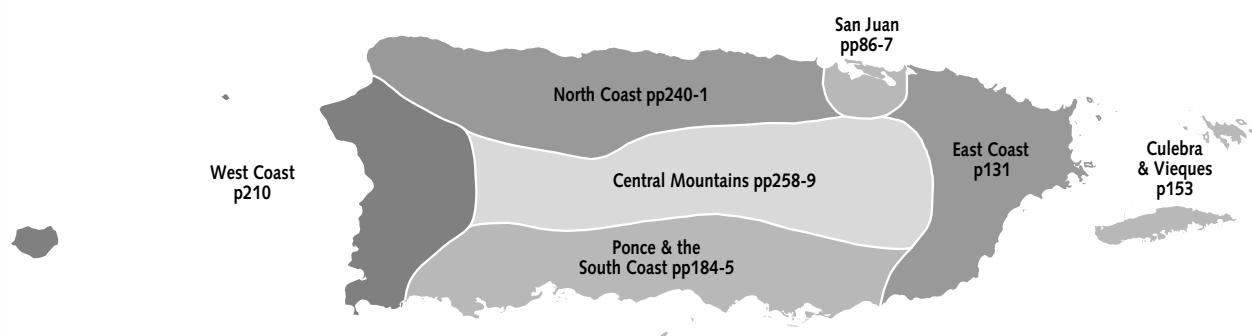 San Juan
pp86-7
North Coast pp240-1
West Coast
p210
Central Mountains pp258-9
East Coast
p131
Culebra
& Vieques
p153
Ponce & the
South Coast pp184-5